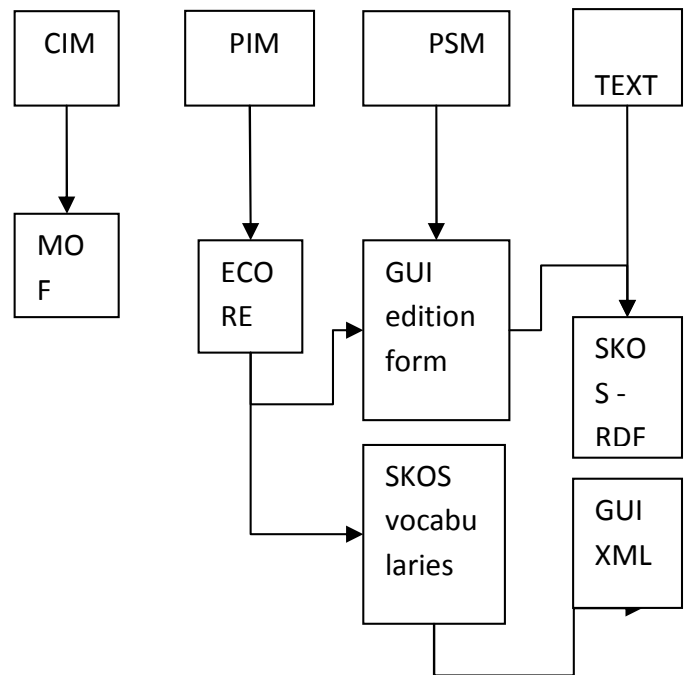 CIM
PIM
PSM
TEXT
MO
F
ECO
RE
GUI
edition
form
SKO
S -
RDF
SKOS
vocabu
laries
GUI
XML